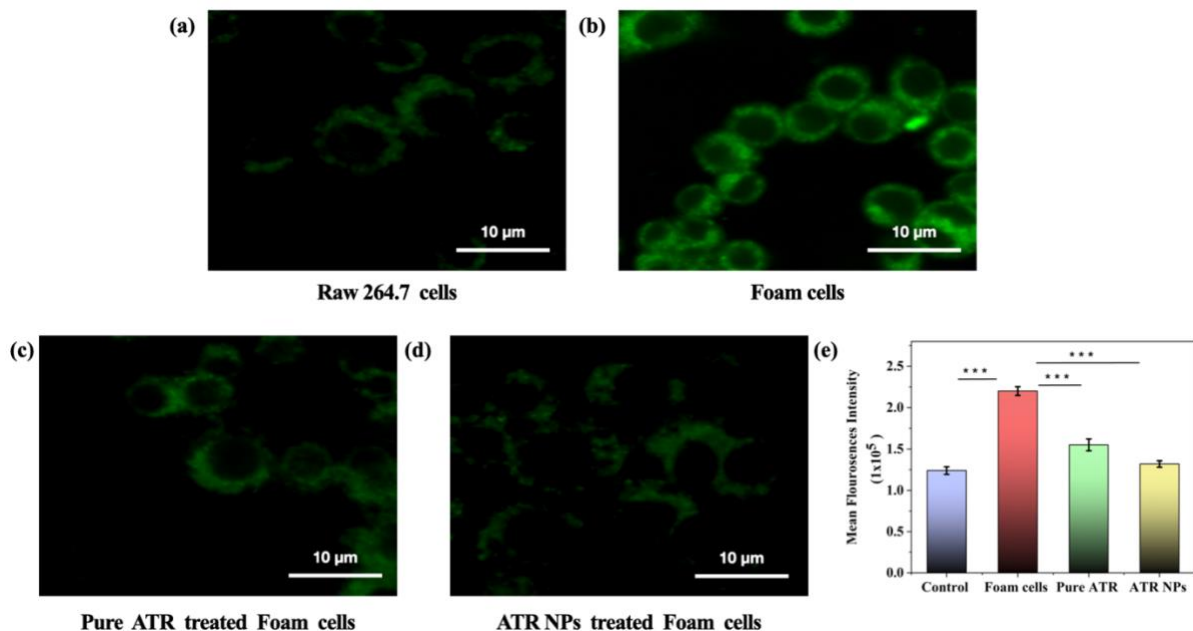 (a)
(b)
10 µm
10 µm
Raw 264.7 cells
Foam cells
(c)
(d)
(e)
10 µm
10 µm
Pure ATR treated Foam cells
ATR NPs treated Foam cells
Mean Flourosences Intensity
(1x10⁵ )
2.5
2.0
1.5
1.0
0.5
0.0
***
***
***
Control
Foam cells
Pure ATR
ATR NPs